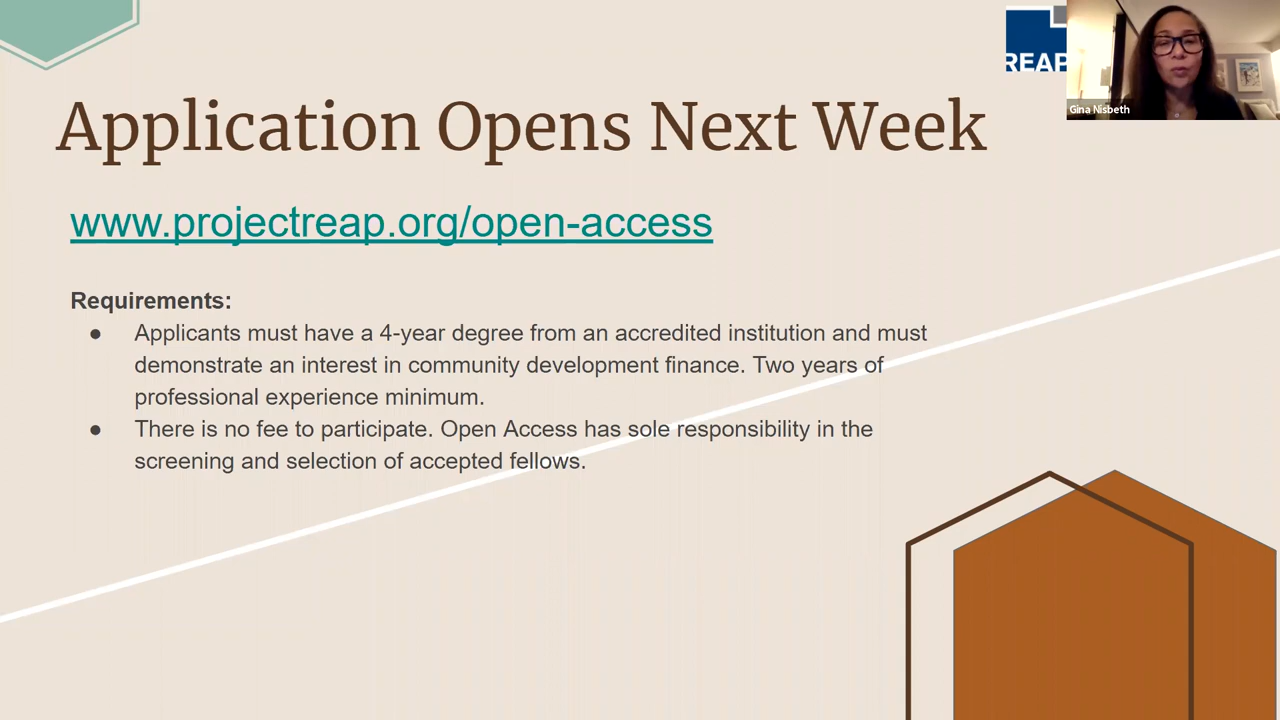 REAP
Gina Nisbeth
Application Opens Next Week
www.projectreap.org/open-access
Requirements:
● Applicants must have a 4-year degree from an accredited institution and must
demonstrate an interest in community development finance. Two years of
professional experience minimum.
● There is no fee to participate. Open Access has sole responsibility in the
screening and selection of accepted fellows.